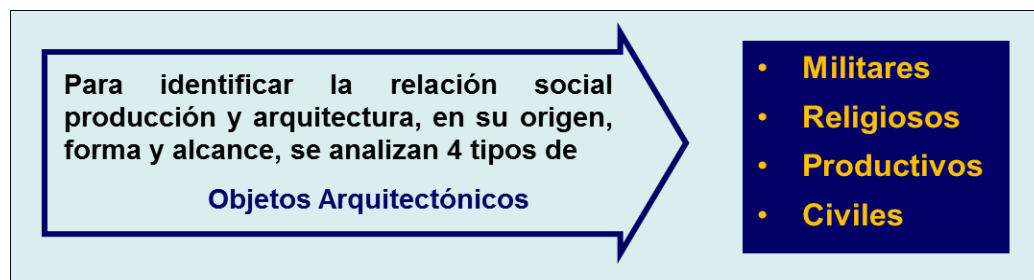 Para identificar la relación social
producción y arquitectura, en su origen,
forma y alcance, se analizan 4 tipos de
Objetos Arquitectónicos
• Militares
• Religiosos
• Productivos
• Civiles